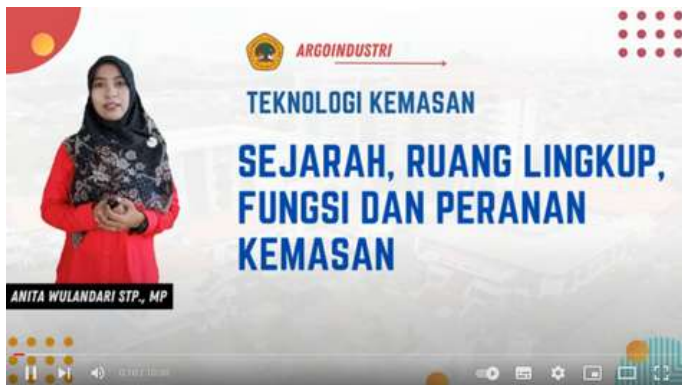 ARGOINDUSTRI
TEKNOLOGI KEMASAN
SEJARAH, RUANG LINGKUP,
FUNGSI DAN PERANAN
KEMASAN
ANITA WULANDARI STP., MP